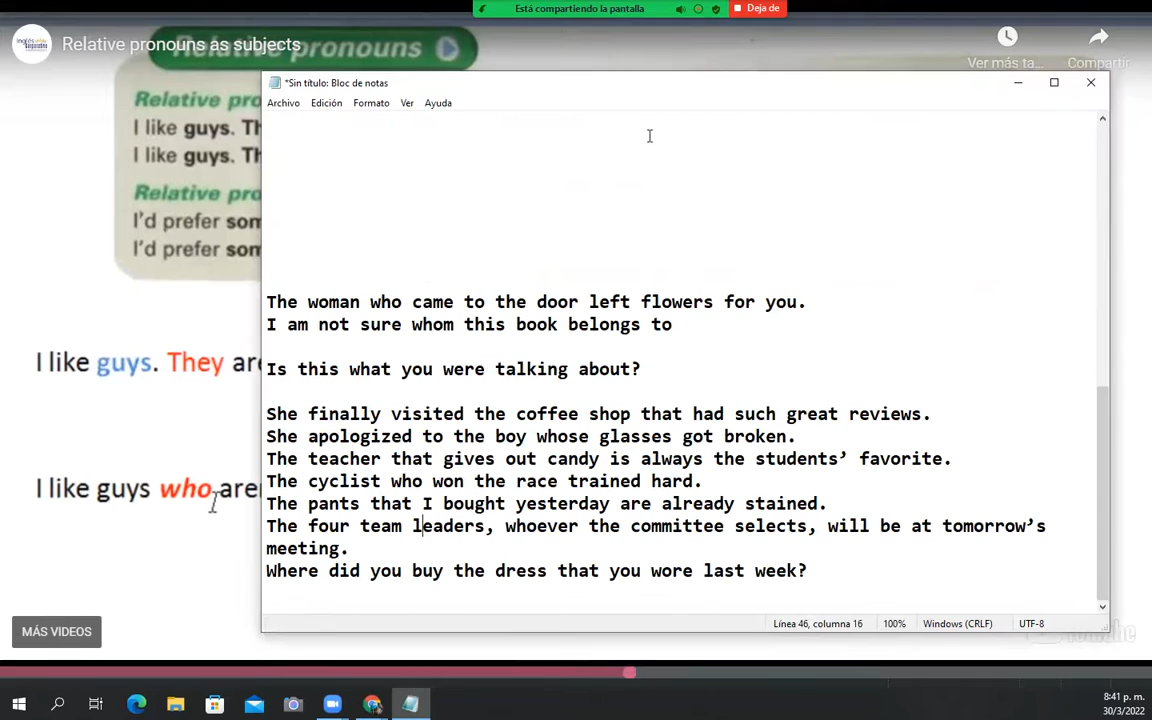 Está compartiendo la pantalla
Deja de
Relative pronouns as subjects
Relative pronouns
Ver más ta...
Compartir
*Sin título: Bloc de notas
Archivo Edición Formato Ver Ayuda
Relative pro
I like guys. Th
I like guys. Th
Relative pro
I'd prefer som
I'd prefer som
The woman who came to the door left flowers for you.
I am not sure whom this book belongs to
I like guys. They are
Is this what you were talking about?
She finally visited the coffee shop that had such great reviews.
She apologized to the boy whose glasses got broken.
The teacher that gives out candy is always the students’ favorite.
The cyclist who won the race trained hard.
I like guys who aren
The pants that I bought yesterday are already stained.
The four team leaders, whoever the committee selects, will be at tomorrow’s
meeting.
Where did you buy the dress that you wore last week?
MÁS VIDEOS
Línea 46, columna 16 100% Windows (CRLF) UTF-8
YouTube
8:41 p. m.
30/3/2022